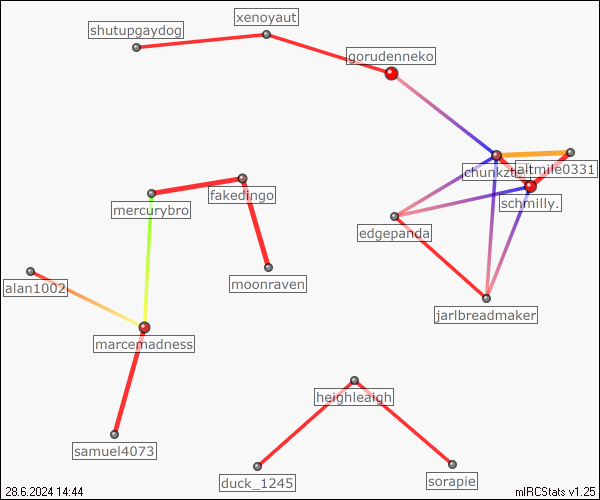 xenoyaut
shutupgaydog
gorudenneko
altmile0331
fakedingo
schmilly.
mercurybro
edgepanda
moonraven
alan1002
jarlbreadmaker
marcemadness
heighleaigh
samuel4073
sorapie
duck_1245
28.6.2024 14:44
mIRCStats v1.25